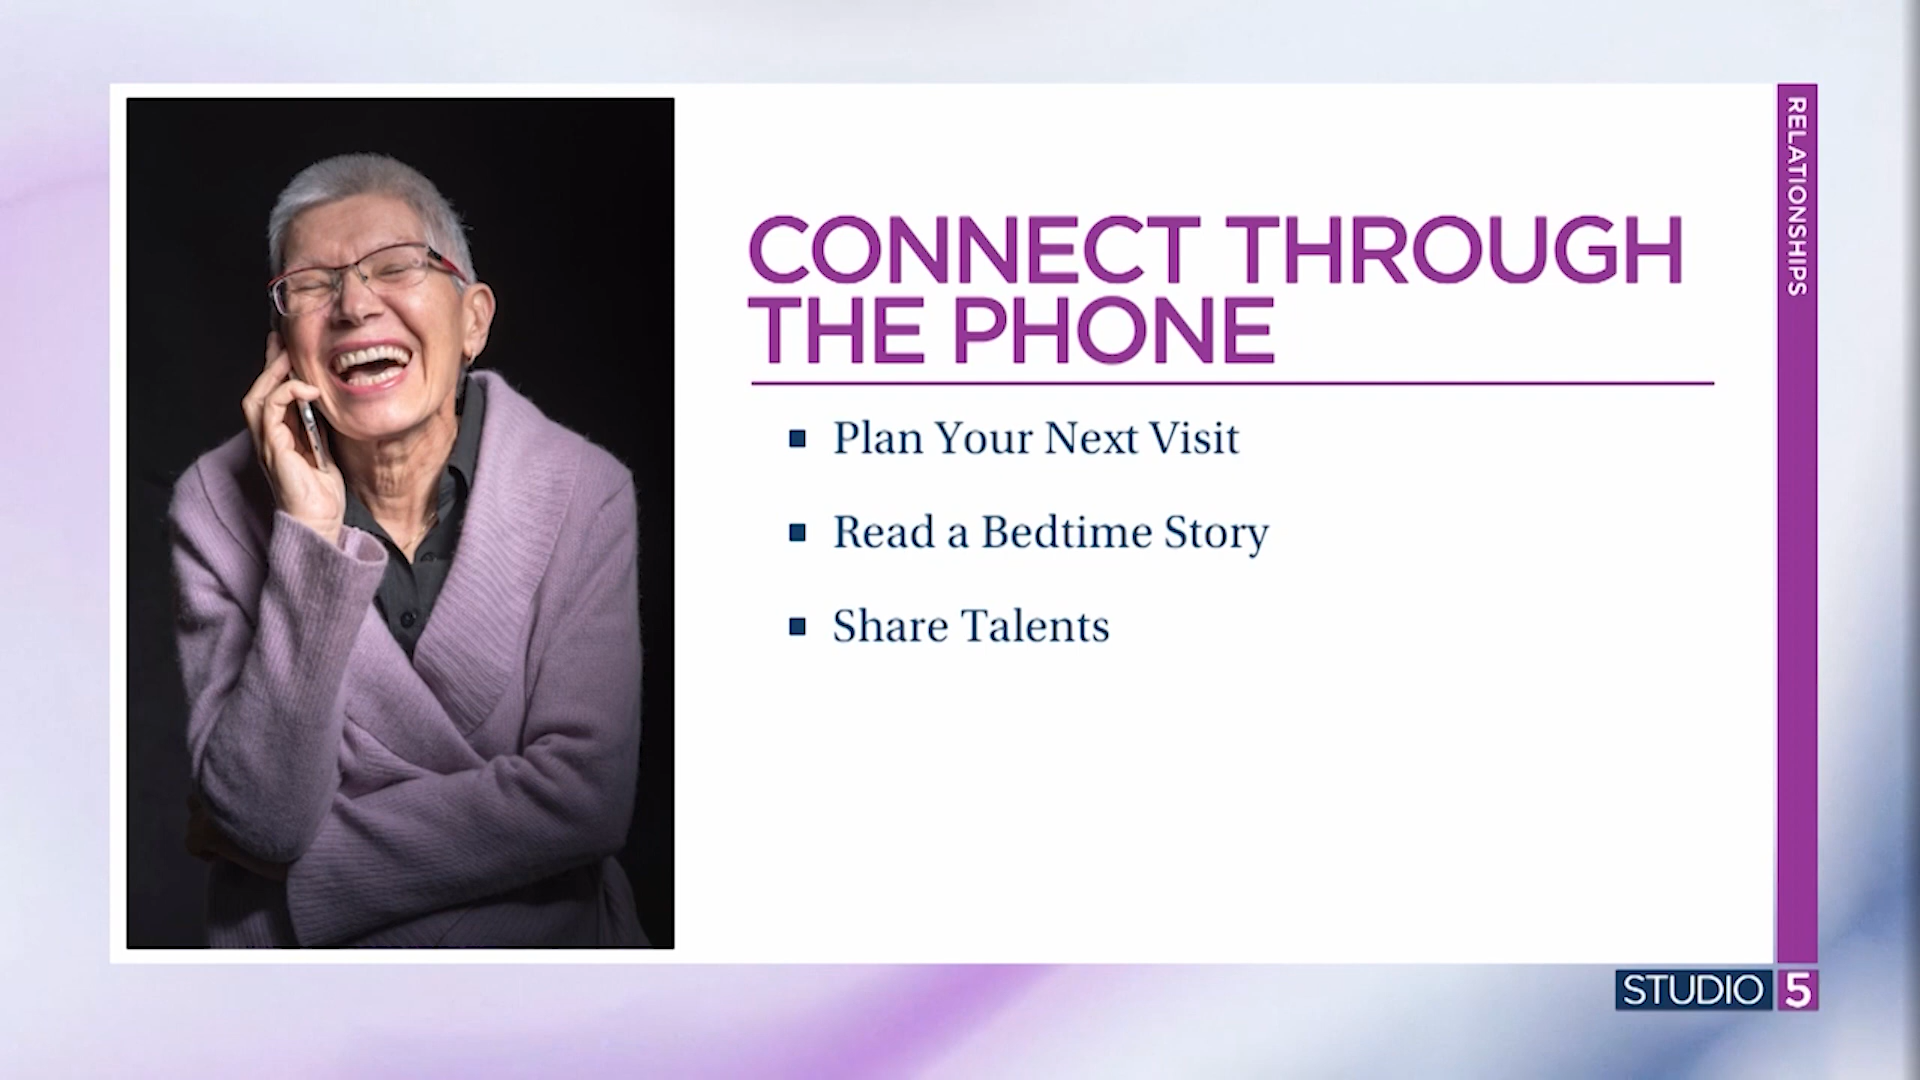 CONNECT THROUGH
THE PHONE
Plan Your Next Visit
Read a Bedtime Story
Share Talents
RELATIONSHIPS
STUDIO 5